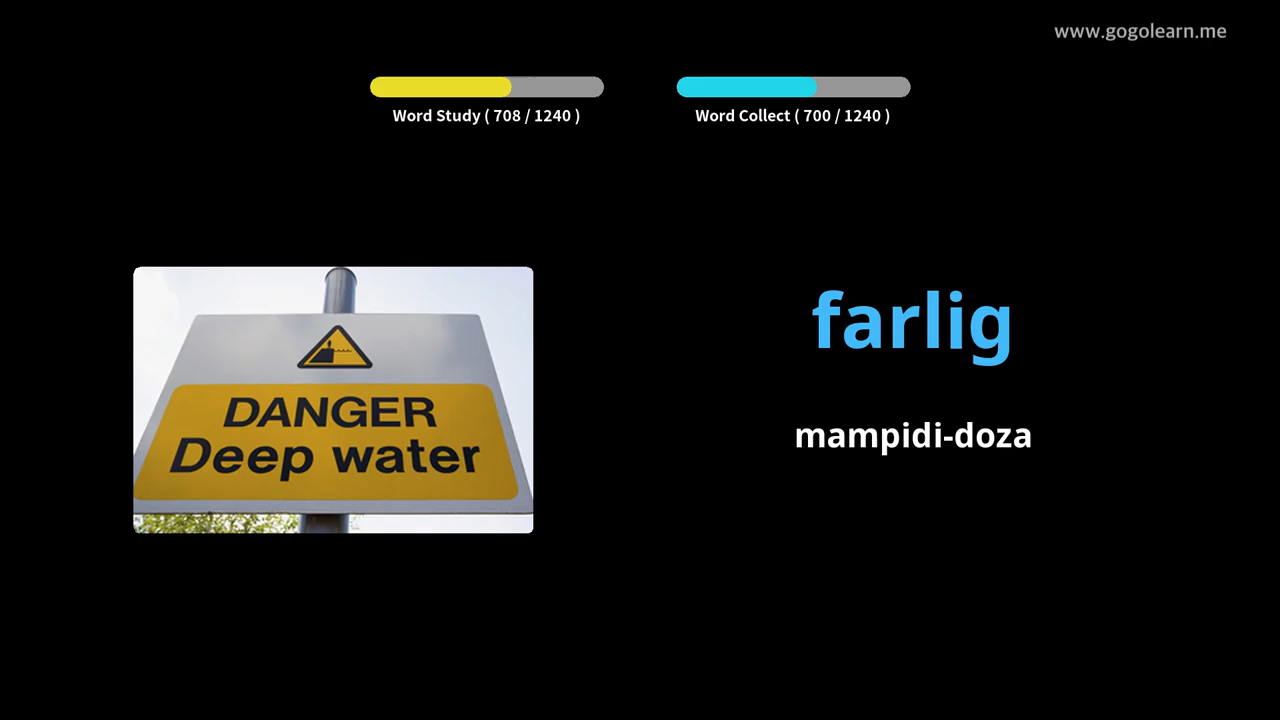 www.gogolearn.me
Word Study ( 708 / 1240 )
Word Collect ( 700 / 1240 )
DANGER
Deep water
farlig
mampidi-doza